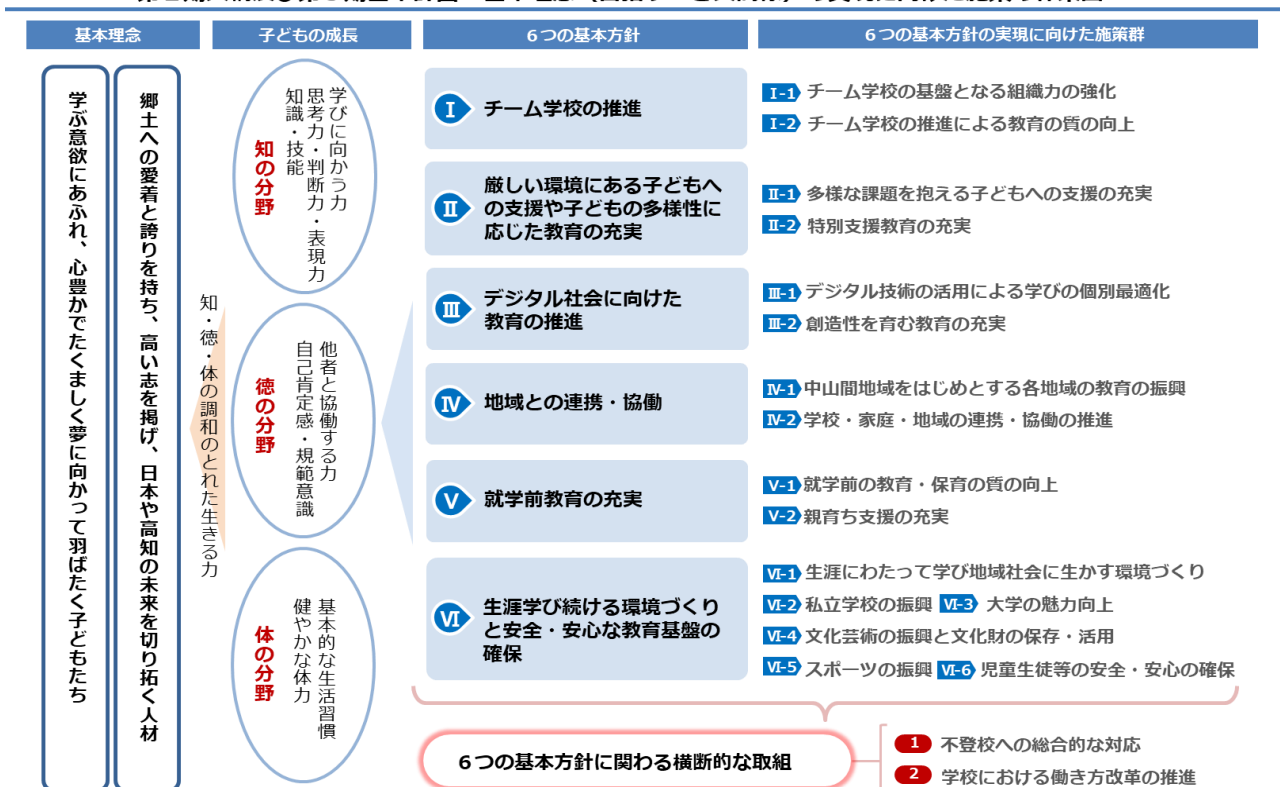 基本理念
子どもの成長
６つの基本方針
６つの基本方針の実現に向けた施策群
学ぶ意欲にあふれ、心豊かでたくましく夢に向かって羽ばたく子どもたち
郷土への愛着と誇りを持ち、高い志を掲げ、日本や高知の未来を切り拓く人材
知・徳・体の調和のとれた生きる力
知の分野
学びに向かう力
思考力・判断力・表現力
知識・技能
徳の分野
他者と協働する力
自己肯定感・規範意識
体の分野
基本的な生活習慣
健やかな体力
Ⅰ チーム学校の推進
Ⅰ-1 チーム学校の基盤となる組織力の強化
Ⅰ-2 チーム学校の推進による教育の質の向上
Ⅱ 厳しい環境にある子どもへ
の支援や子どもの多様性に
応じた教育の充実
Ⅱ-1 多様な課題を抱える子どもへの支援の充実
Ⅱ-2 特別支援教育の充実
Ⅲ デジタル社会に向けた
教育の推進
Ⅲ-1 デジタル技術の活用による学びの個別最適化
Ⅲ-2 創造性を育む教育の充実
Ⅳ 地域との連携・協働
Ⅳ-1 中山間地域をはじめとする各地域の教育の振興
Ⅳ-2 学校・家庭・地域の連携・協働の推進
Ⅴ 就学前教育の充実
Ⅴ-1 就学前の教育・保育の質の向上
Ⅴ-2 親育ち支援の充実
Ⅵ 生涯学び続ける環境づくり
と安全・安心な教育基盤の
確保
Ⅵ-1 生涯にわたって学び地域社会に生かす環境づくり
Ⅵ-2 私立学校の振興 Ⅵ-3 大学の魅力向上
Ⅵ-4 文化芸術の振興と文化財の保存・活用
Ⅵ-5 スポーツの振興 Ⅵ-6 児童生徒等の安全・安心の確保
６つの基本方針に関わる横断的な取組
1 不登校への総合的な対応
2 学校における働き方改革の推進